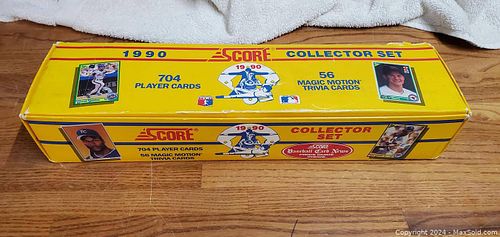 1990 SCORE COLLECTOR SET
1990
704
PLAYER CARDS
56
MAGIC MOTION
TRIVIA CARDS
SCORE
1990
COLLECTOR
SET
704 PLAYER CARDS
56 MAGIC MOTION
TRIVIA CARDS
SCORE
Baseball Card News
Copyright 2024 - MaxSold.com